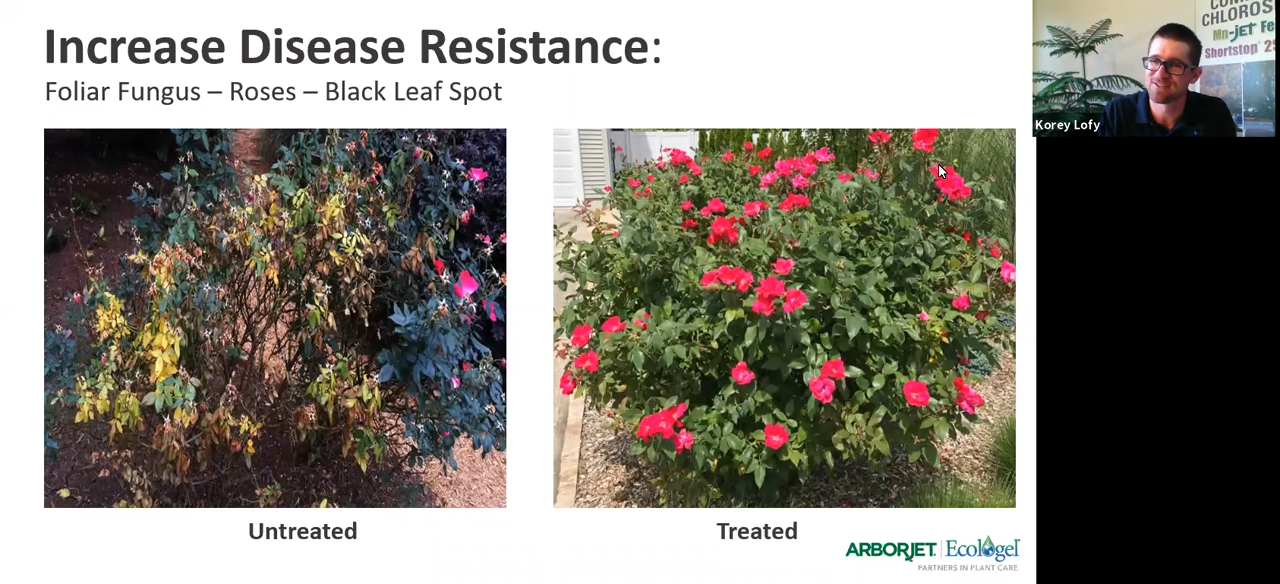 Increase Disease Resistance:
Foliar Fungus – Roses – Black Leaf Spot
Untreated
Treated
ARBORJET
Ecologel
PARTNERS IN PLANT CARE
CHLOROS
Mn-jet Fe
Shortstop
Korey Lofy